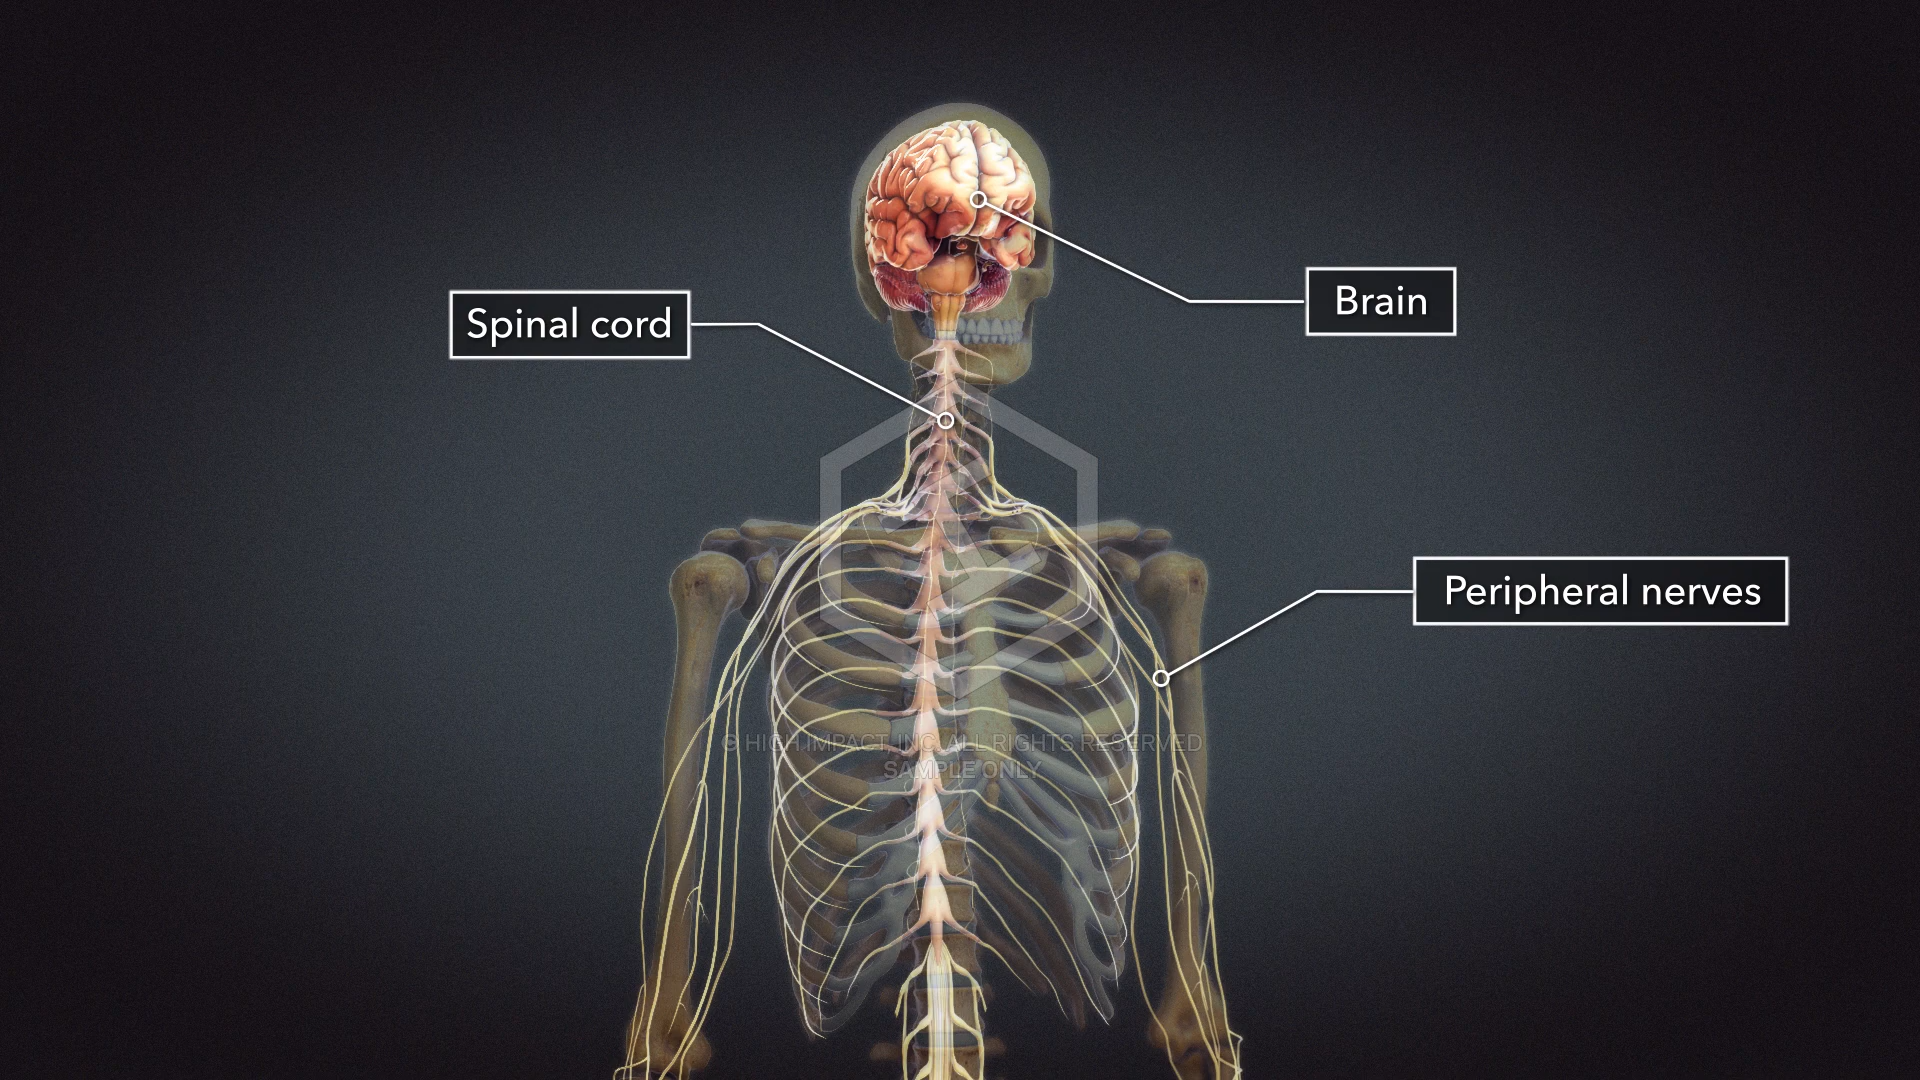 Brain
Spinal cord
Peripheral nerves
© HIGH IMPACT, INC. ALL RIGHTS RESERVED
SAMPLE ONLY